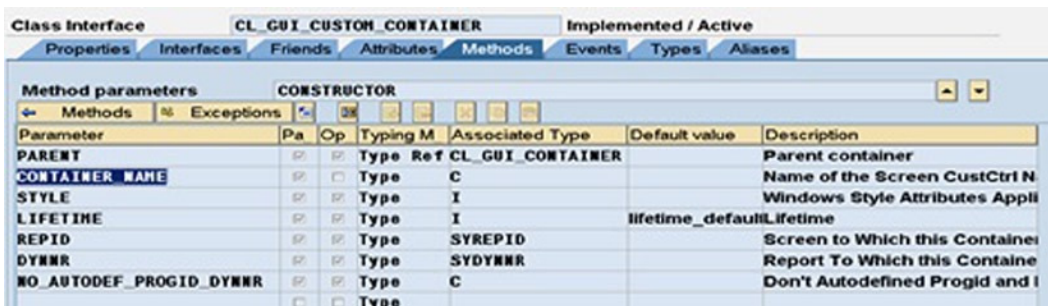 Class Interface CL_GUI_CUSTOM_CONTAINER Implemented / Active
Properties Interfaces Friends Attributes Methods Events Types Aliases
Method parameters CONSTRUCTOR
Methods Exceptions
Parameter Pa Op Typing M Associated Type Default value Description
PARENT Type Ref CL_GUI_CONTAINER Parent container
CONTAINER_NAME Type C Name of the Screen CustCtrl N
STYLE Type I Windows Style Attributes Appli
LIFETIME Type I lifetime_default Lifetime
REPID Type SYREPID Screen to Which this Container
DYNNR Type SYDYNNR Report To Which this Containe
NO_AUTODEF_PROGID_DYNNR Type C Don't Autodefined Progid and
Type